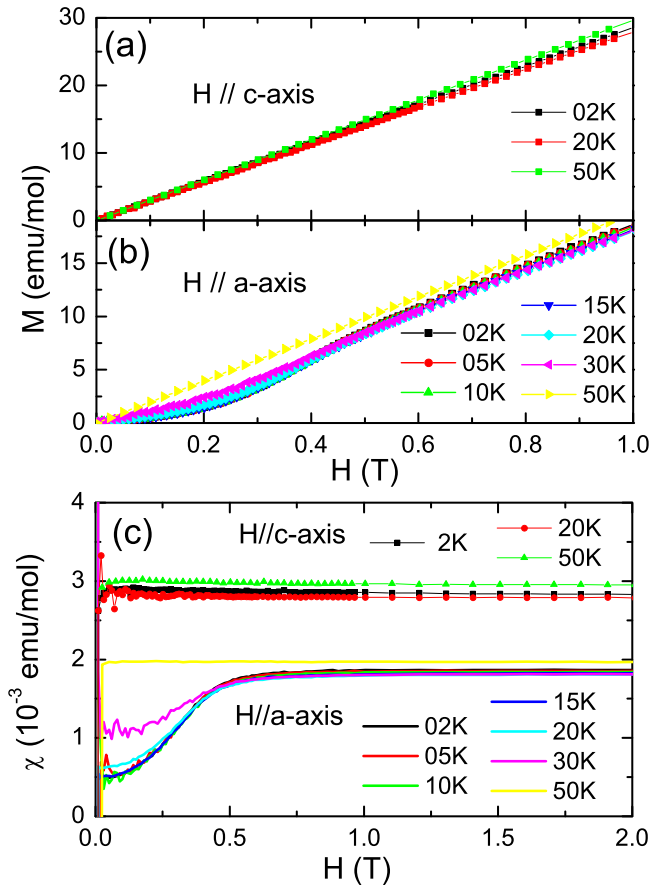 (a)
H // c-axis
02K
20K
50K
30
20
10
0
M (emu/mol)
(b)
H // a-axis
02K
05K
10K
15K
20K
30K
50K
15
10
5
0
0.0 0.2 0.4 0.6 0.8 1.0
H (T)
(c)
H//c-axis
2K
20K
50K
H//a-axis
02K
05K
10K
15K
20K
30K
50K
4
3
2
1
0
χ (10⁻³ emu/mol)
0.0 0.5 1.0 1.5 2.0
H (T)